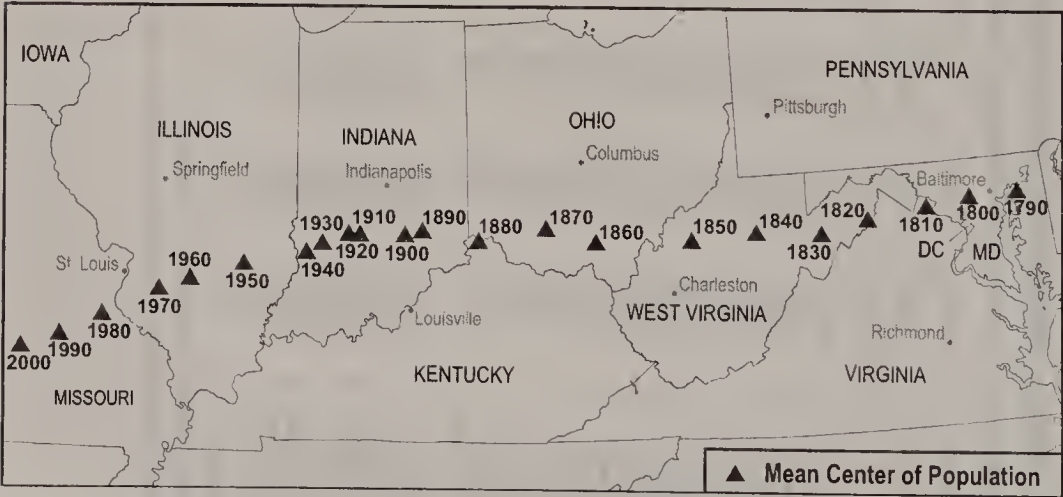 IOWA
PENNSYLVANIA
Pittsburgh
ILLINOIS
INDIANA
OHIO
Columbus
Springfield
Indianapolis
Baltimore
1930
1910
1890
1870
1840
1820
1800
1790
1880
1860
1850
1810
1920
1900
1830
DC
MD
St Louis
1960
1940
1950
1970
Charleston
1980
Louisville
WEST VIRGINIA
Richmond
1990
2000
KENTUCKY
VIRGINIA
MISSOURI
▲ Mean Center of Population